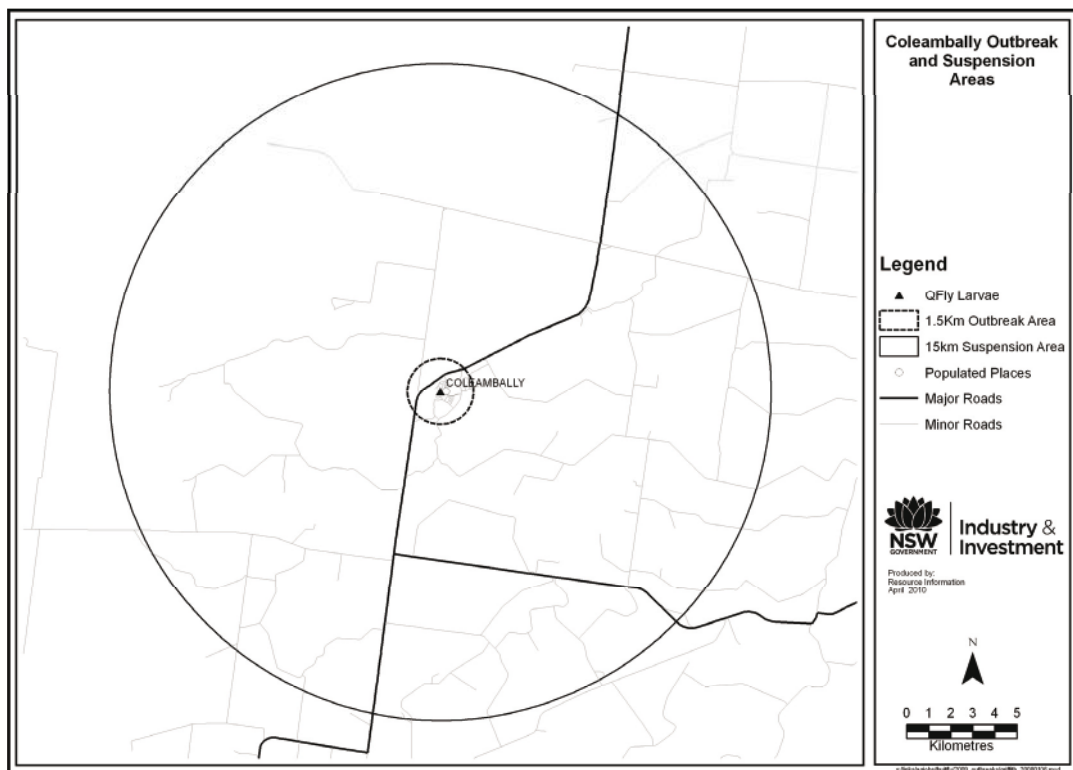 Coleambally Outbreak
and Suspension
Areas
COLEAMBALLY
Legend
QFly Larvae
1.5Km Outbreak Area
15km Suspension Area
Populated Places
Major Roads
Minor Roads
NSW
GOVERNMENT
Industry &
Investment
Produced by:
Resource Information
April 2010
N
0 1 2 3 4 5
Kilometres